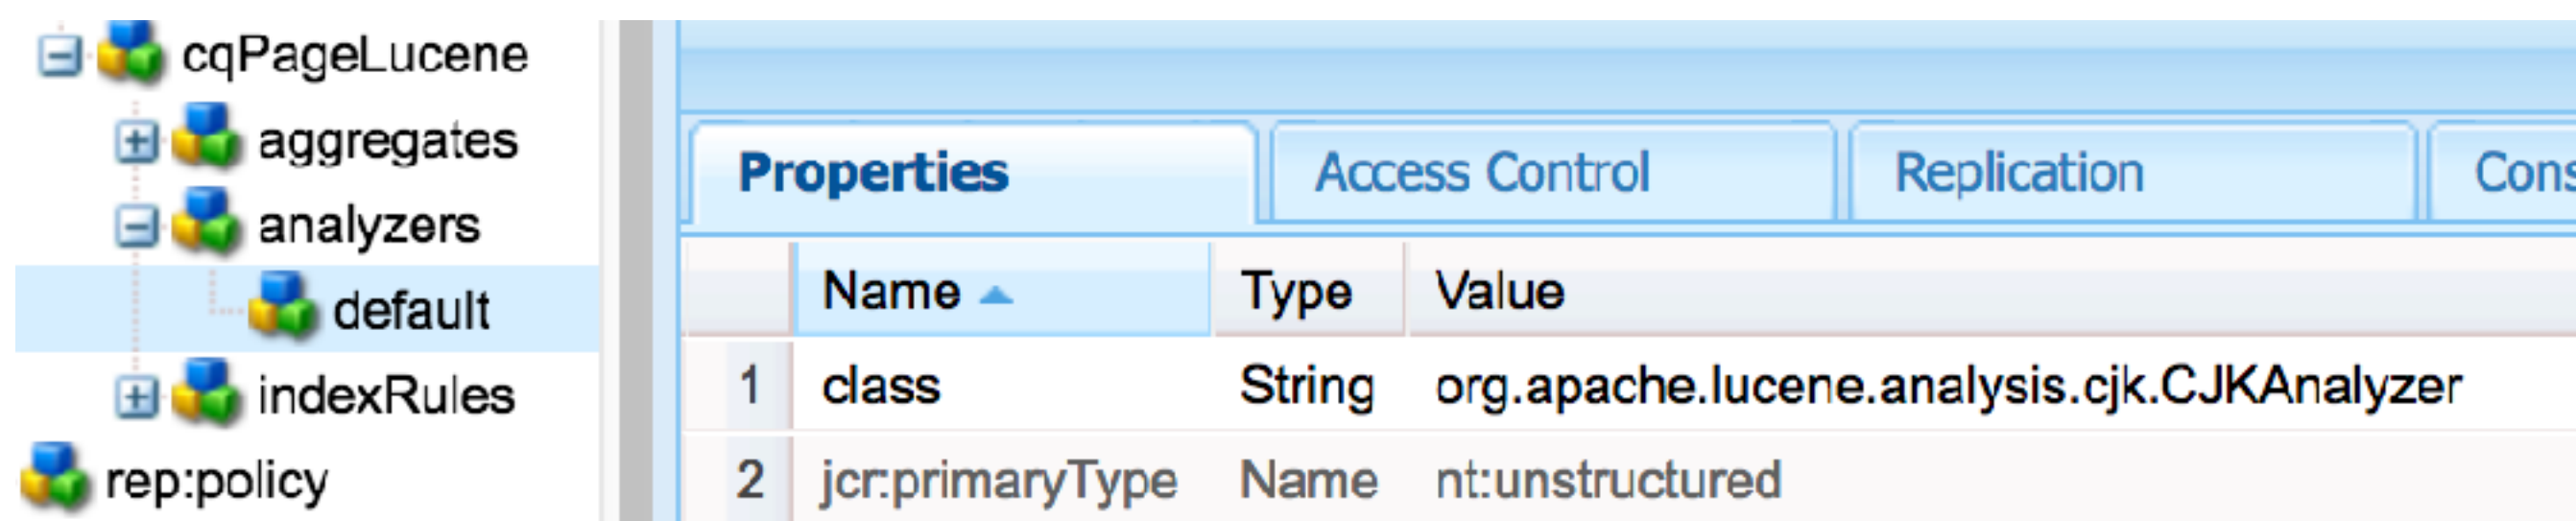 cqPageLucene
aggregates
analyzers
default
indexRules
rep:policy
Properties Access Control Replication
Name Type Value
1 class String org.apache.lucene.analysis.cjk.CJKAnalyzer
2 jcr:primaryType Name nt:unstructured